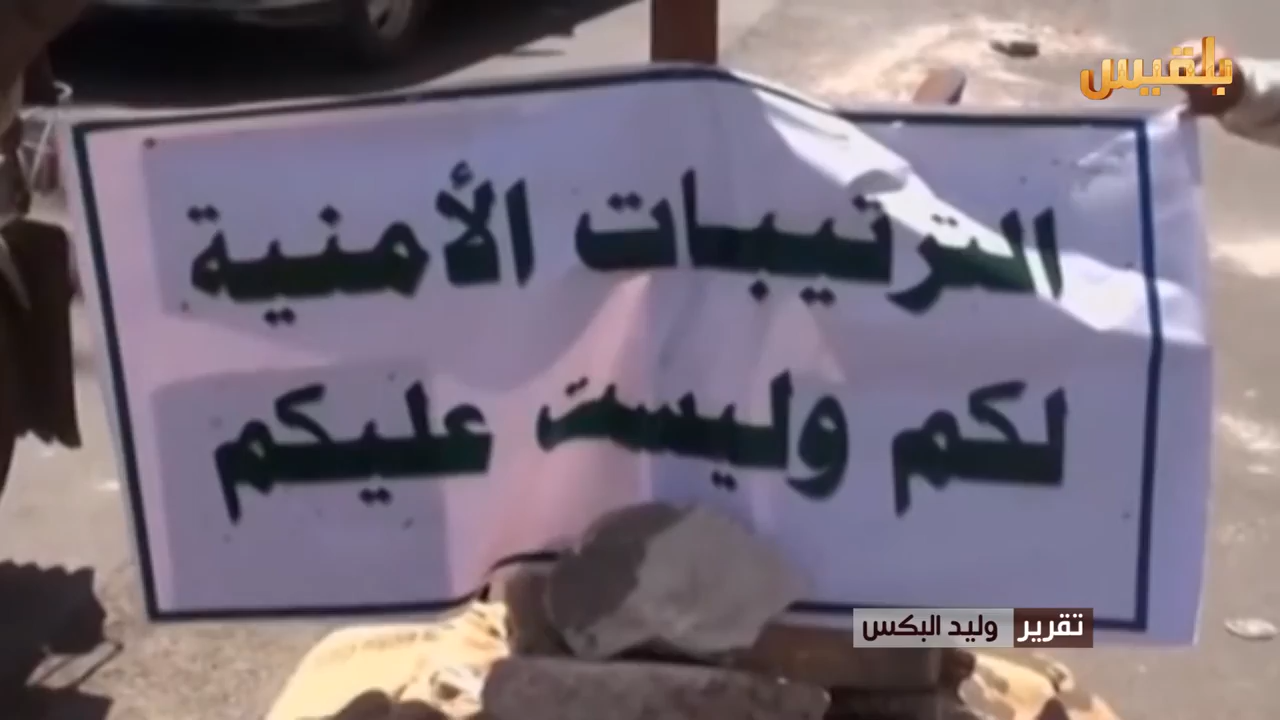 بلقيس
الترتيبات الأمنية
لكم وليست عليكم
تقرير وليد البكس